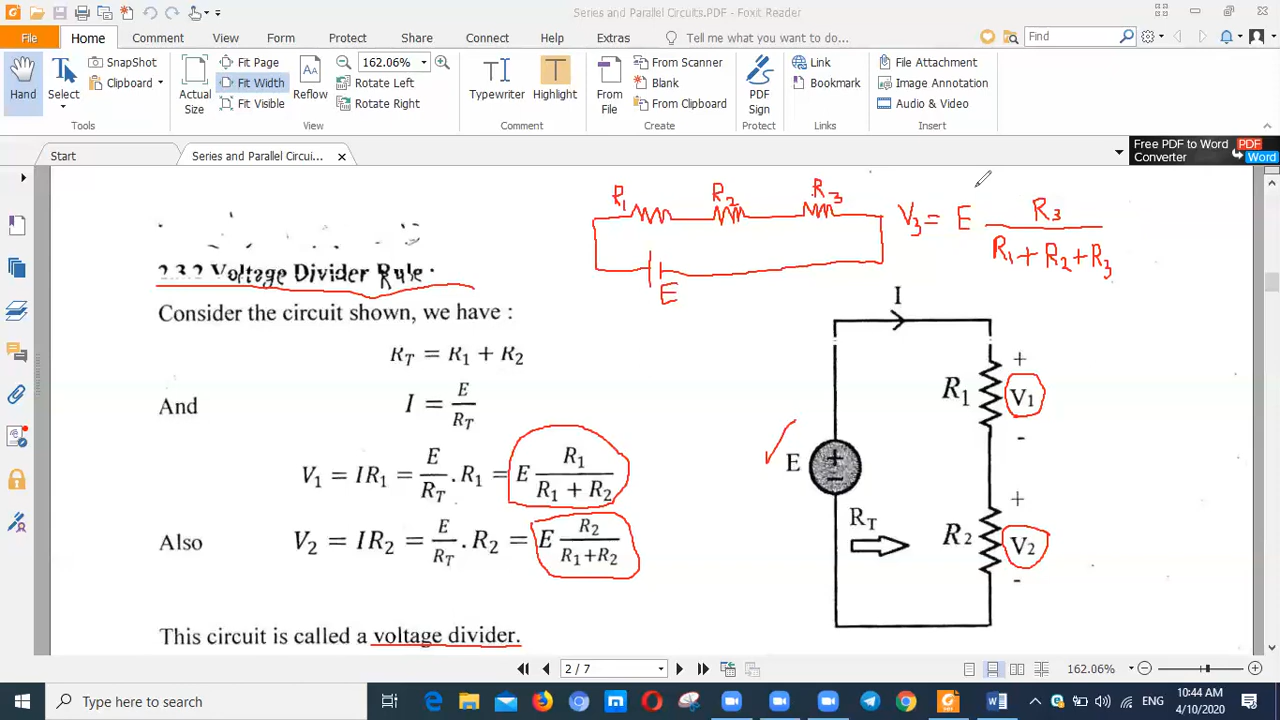 Series and Parallel Circuits.PDF - Foxit Reader
File Home Comment View Form Protect Share Connect Help Extras Tell me what you want to do... Find
Hand
Select
SnapShot
Clipboard
Tools
Actual Size
Fit Page
Fit Width
Fit Visible
Reflow
162.06%
Rotate Left
Rotate Right
View
Typewriter
Highlight
Comment
From File
From Scanner
Blank
From Clipboard
Create
PDF Sign
Protect
Link
Bookmark
Links
File Attachment
Image Annotation
Audio & Video
Insert
Start
Series and Parallel Circui...
Free PDF to Word Converter
PDF
Word
R1 R2 R3
E
V3 = E R3 / (R1 + R2 + R3)
2.3.2 Voltage Divider Rule
Consider the circuit shown, we have :
RT = R1 + R2
And
I = E / RT
V1 = IR1 = E / RT . R1 = E R1 / (R1 + R2)
Also V2 = IR2 = E / RT . R2 = E R2 / (R1+R2)
This circuit is called a voltage divider.
I
+
R1 V1
-
E
+
-
RT
+
R2 V2
-
2 / 7
162.06%
Type here to search
ENG
10:44 AM
4/10/2020